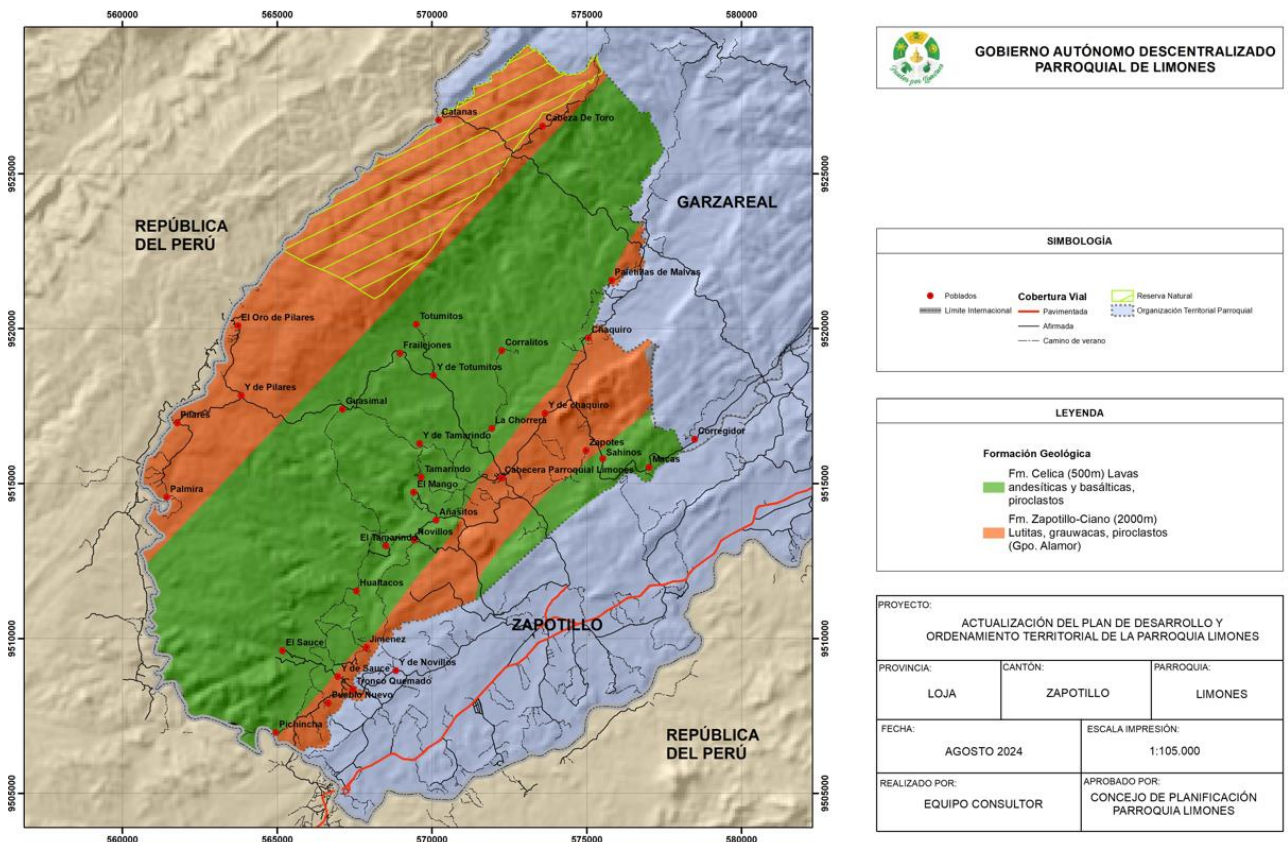 560000
565000
570000
575000
580000
9525000
9520000
9515000
9510000
9505000
9525000
9520000
9515000
9510000
9505000
REPÚBLICA
DEL PERÚ
GARZAREAL
ZAPOTILLO
REPÚBLICA
DEL PERÚ
Catanas
Cabeza De Toro
Paletillas de Malvas
El Oro de Pilares
Totumitos
Chaquiro
Frailejones
Corralitos
Y de Totumitos
Y de Pilares
Guasimal
Y de chaquiro
Pilares
La Chorrera
Y de Tamarindo
Zapotes
Corregidor
Sahinos
Tamarindo
Cabecera Parroquial Limones
Macas
El Mango
Palmira
Añasitos
Novillos
El Tamarindo
Hualtacos
El Sauce
Jimenez
Y de Sauce
Y de Novillos
Tronco Quemado
Pueblo Nuevo
Pichincha
560000
565000
570000
575000
580000
GOBIERNO AUTÓNOMO DESCENTRALIZADO
PARROQUIAL DE LIMONES
SIMBOLOGÍA
Poblados
Límite Internacional
Cobertura Vial
Pavimentada
Afirmada
Camino de verano
Reserva Natural
Organización Territorial Parroquial
LEYENDA
Formación Geológica
Fm. Celica (500m) Lavas
andesíticas y basálticas,
piroclastos
Fm. Zapotillo-Ciano (2000m)
Lutitas, grauwacas, piroclastos
(Gpo. Alamor)
PROYECTO:
ACTUALIZACIÓN DEL PLAN DE DESARROLLO Y
ORDENAMIENTO TERRITORIAL DE LA PARROQUIA LIMONES
PROVINCIA:
LOJA
CANTÓN:
ZAPOTILLO
PARROQUIA:
LIMONES
FECHA:
AGOSTO 2024
ESCALA IMPRESIÓN:
1:105.000
REALIZADO POR:
EQUIPO CONSULTOR
APROBADO POR:
CONCEJO DE PLANIFICACIÓN
PARROQUIA LIMONES